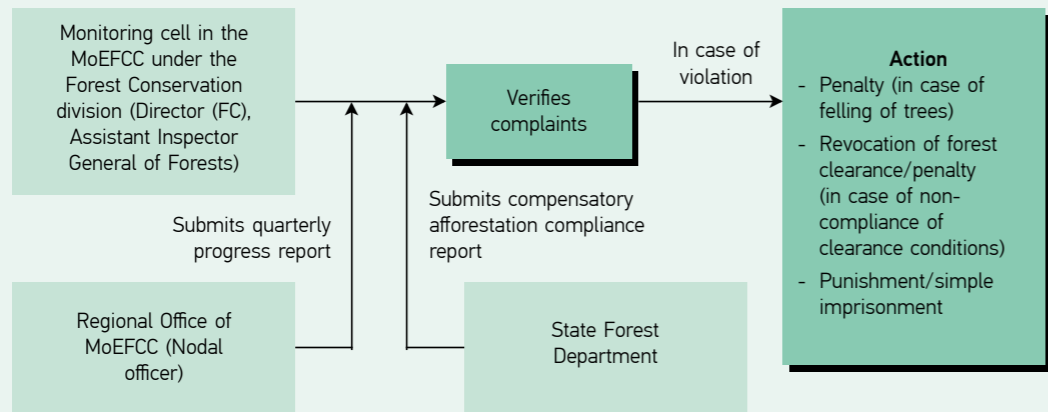 Monitoring cell in the
MoEFCC under the
Forest Conservation
division (Director (FC),
Assistant Inspector
General of Forests)
Verifies
complaints
In case of
violation
Action
- Penalty (in case of
felling of trees)
- Revocation of forest
clearance/penalty
(in case of non-
compliance of
clearance conditions)
- Punishment/simple
imprisonment
Submits quarterly
progress report
Submits compensatory
afforestation compliance
report
Regional Office of
MoEFCC (Nodal
officer)
State Forest
Department